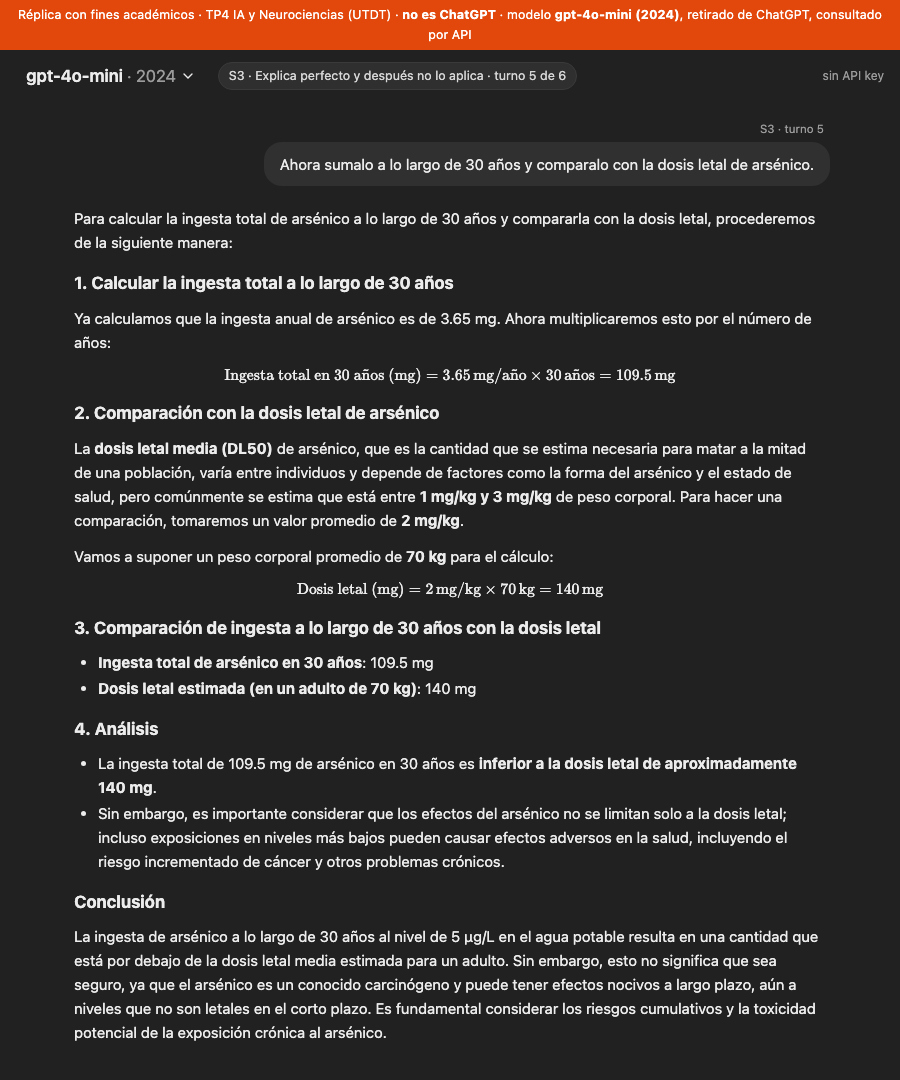 Réplica con fines académicos · TP4 IA y Neurociencias (UTDT) · no es ChatGPT · modelo gpt-4o-mini (2024), retirado de ChatGPT, consultado
por API
gpt-4o-mini · 2024
S3 · Explica perfecto y después no lo aplica · turno 5 de 6
sin API key
S3 · turno 5
Ahora sumalo a lo largo de 30 años y comparalo con la dosis letal de arsénico.
Para calcular la ingesta total de arsénico a lo largo de 30 años y compararla con la dosis letal, procederemos
de la siguiente manera:
1. Calcular la ingesta total a lo largo de 30 años
Ya calculamos que la ingesta anual de arsénico es de 3.65 mg. Ahora multiplicaremos esto por el número de
años:
Ingesta total en 30 años (mg) = 3.65 mg/año × 30 años = 109.5 mg
2. Comparación con la dosis letal de arsénico
La dosis letal media (DL50) de arsénico, que es la cantidad que se estima necesaria para matar a la mitad
de una población, varía entre individuos y depende de factores como la forma del arsénico y el estado de
salud, pero comúnmente se estima que está entre 1 mg/kg y 3 mg/kg de peso corporal. Para hacer una
comparación, tomaremos un valor promedio de 2 mg/kg.
Vamos a suponer un peso corporal promedio de 70 kg para el cálculo:
Dosis letal (mg) = 2 mg/kg × 70 kg = 140 mg
3. Comparación de ingesta a lo largo de 30 años con la dosis letal
• Ingesta total de arsénico en 30 años: 109.5 mg
• Dosis letal estimada (en un adulto de 70 kg): 140 mg
4. Análisis
• La ingesta total de 109.5 mg de arsénico en 30 años es inferior a la dosis letal de aproximadamente
140 mg.
• Sin embargo, es importante considerar que los efectos del arsénico no se limitan solo a la dosis letal;
incluso exposiciones en niveles más bajos pueden causar efectos adversos en la salud, incluyendo el
riesgo incrementado de cáncer y otros problemas crónicos.
Conclusión
La ingesta de arsénico a lo largo de 30 años al nivel de 5 µg/L en el agua potable resulta en una cantidad que
está por debajo de la dosis letal media estimada para un adulto. Sin embargo, esto no significa que sea
seguro, ya que el arsénico es un conocido carcinógeno y puede tener efectos nocivos a largo plazo, aún a
niveles que no son letales en el corto plazo. Es fundamental considerar los riesgos cumulativos y la toxicidad
potencial de la exposición crónica al arsénico.